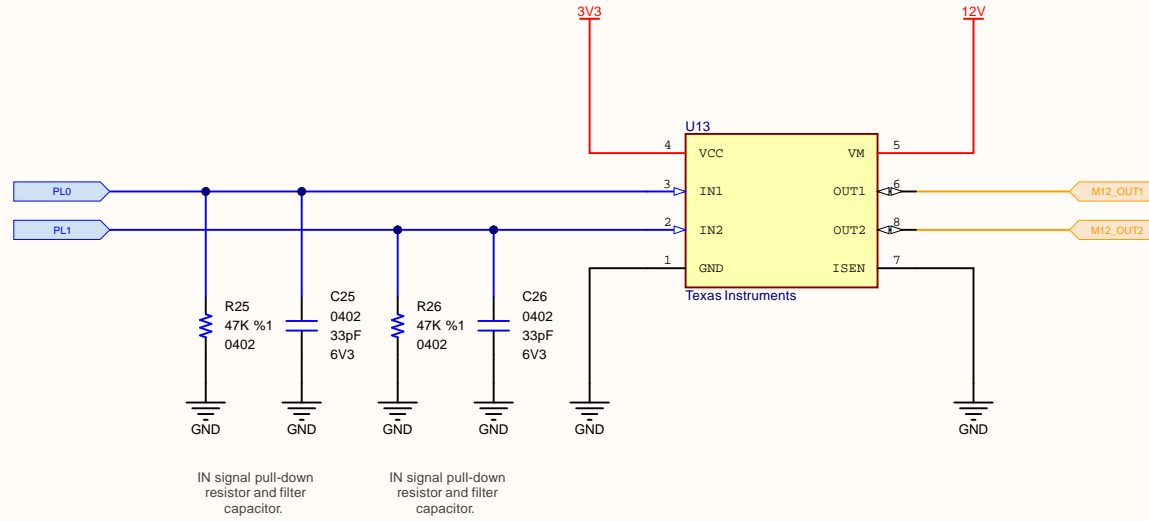 3V3
12V
U13
4
VCC
VM
5
PL0
3
IN1
OUT1
6
M12_OUT1
PL1
2
IN2
OUT2
8
M12_OUT2
1
GND
ISEN
7
Texas Instruments
R25
47K %1
0402
C25
0402
33pF
6V3
R26
47K %1
0402
C26
0402
33pF
6V3
GND
GND
GND
GND
GND
GND
IN signal pull-down
resistor and filter
capacitor.
IN signal pull-down
resistor and filter
capacitor.